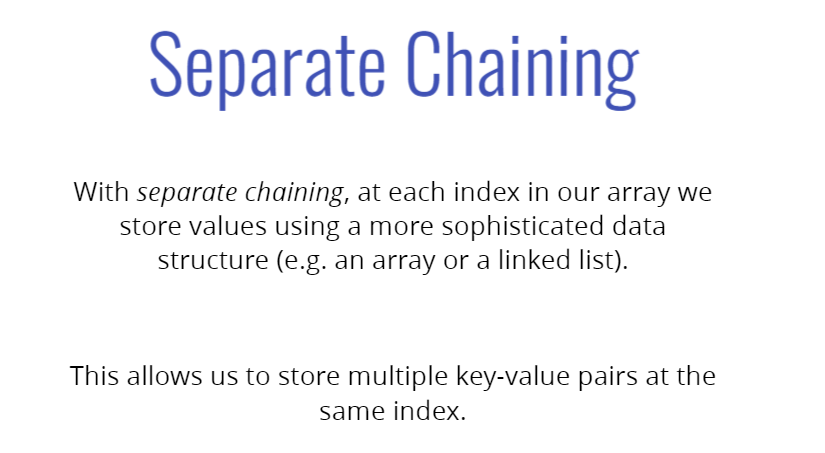 Separate Chaining
With separate chaining, at each index in our array we
store values using a more sophisticated data
structure (e.g. an array or a linked list).
This allows us to store multiple key-value pairs at the
same index.